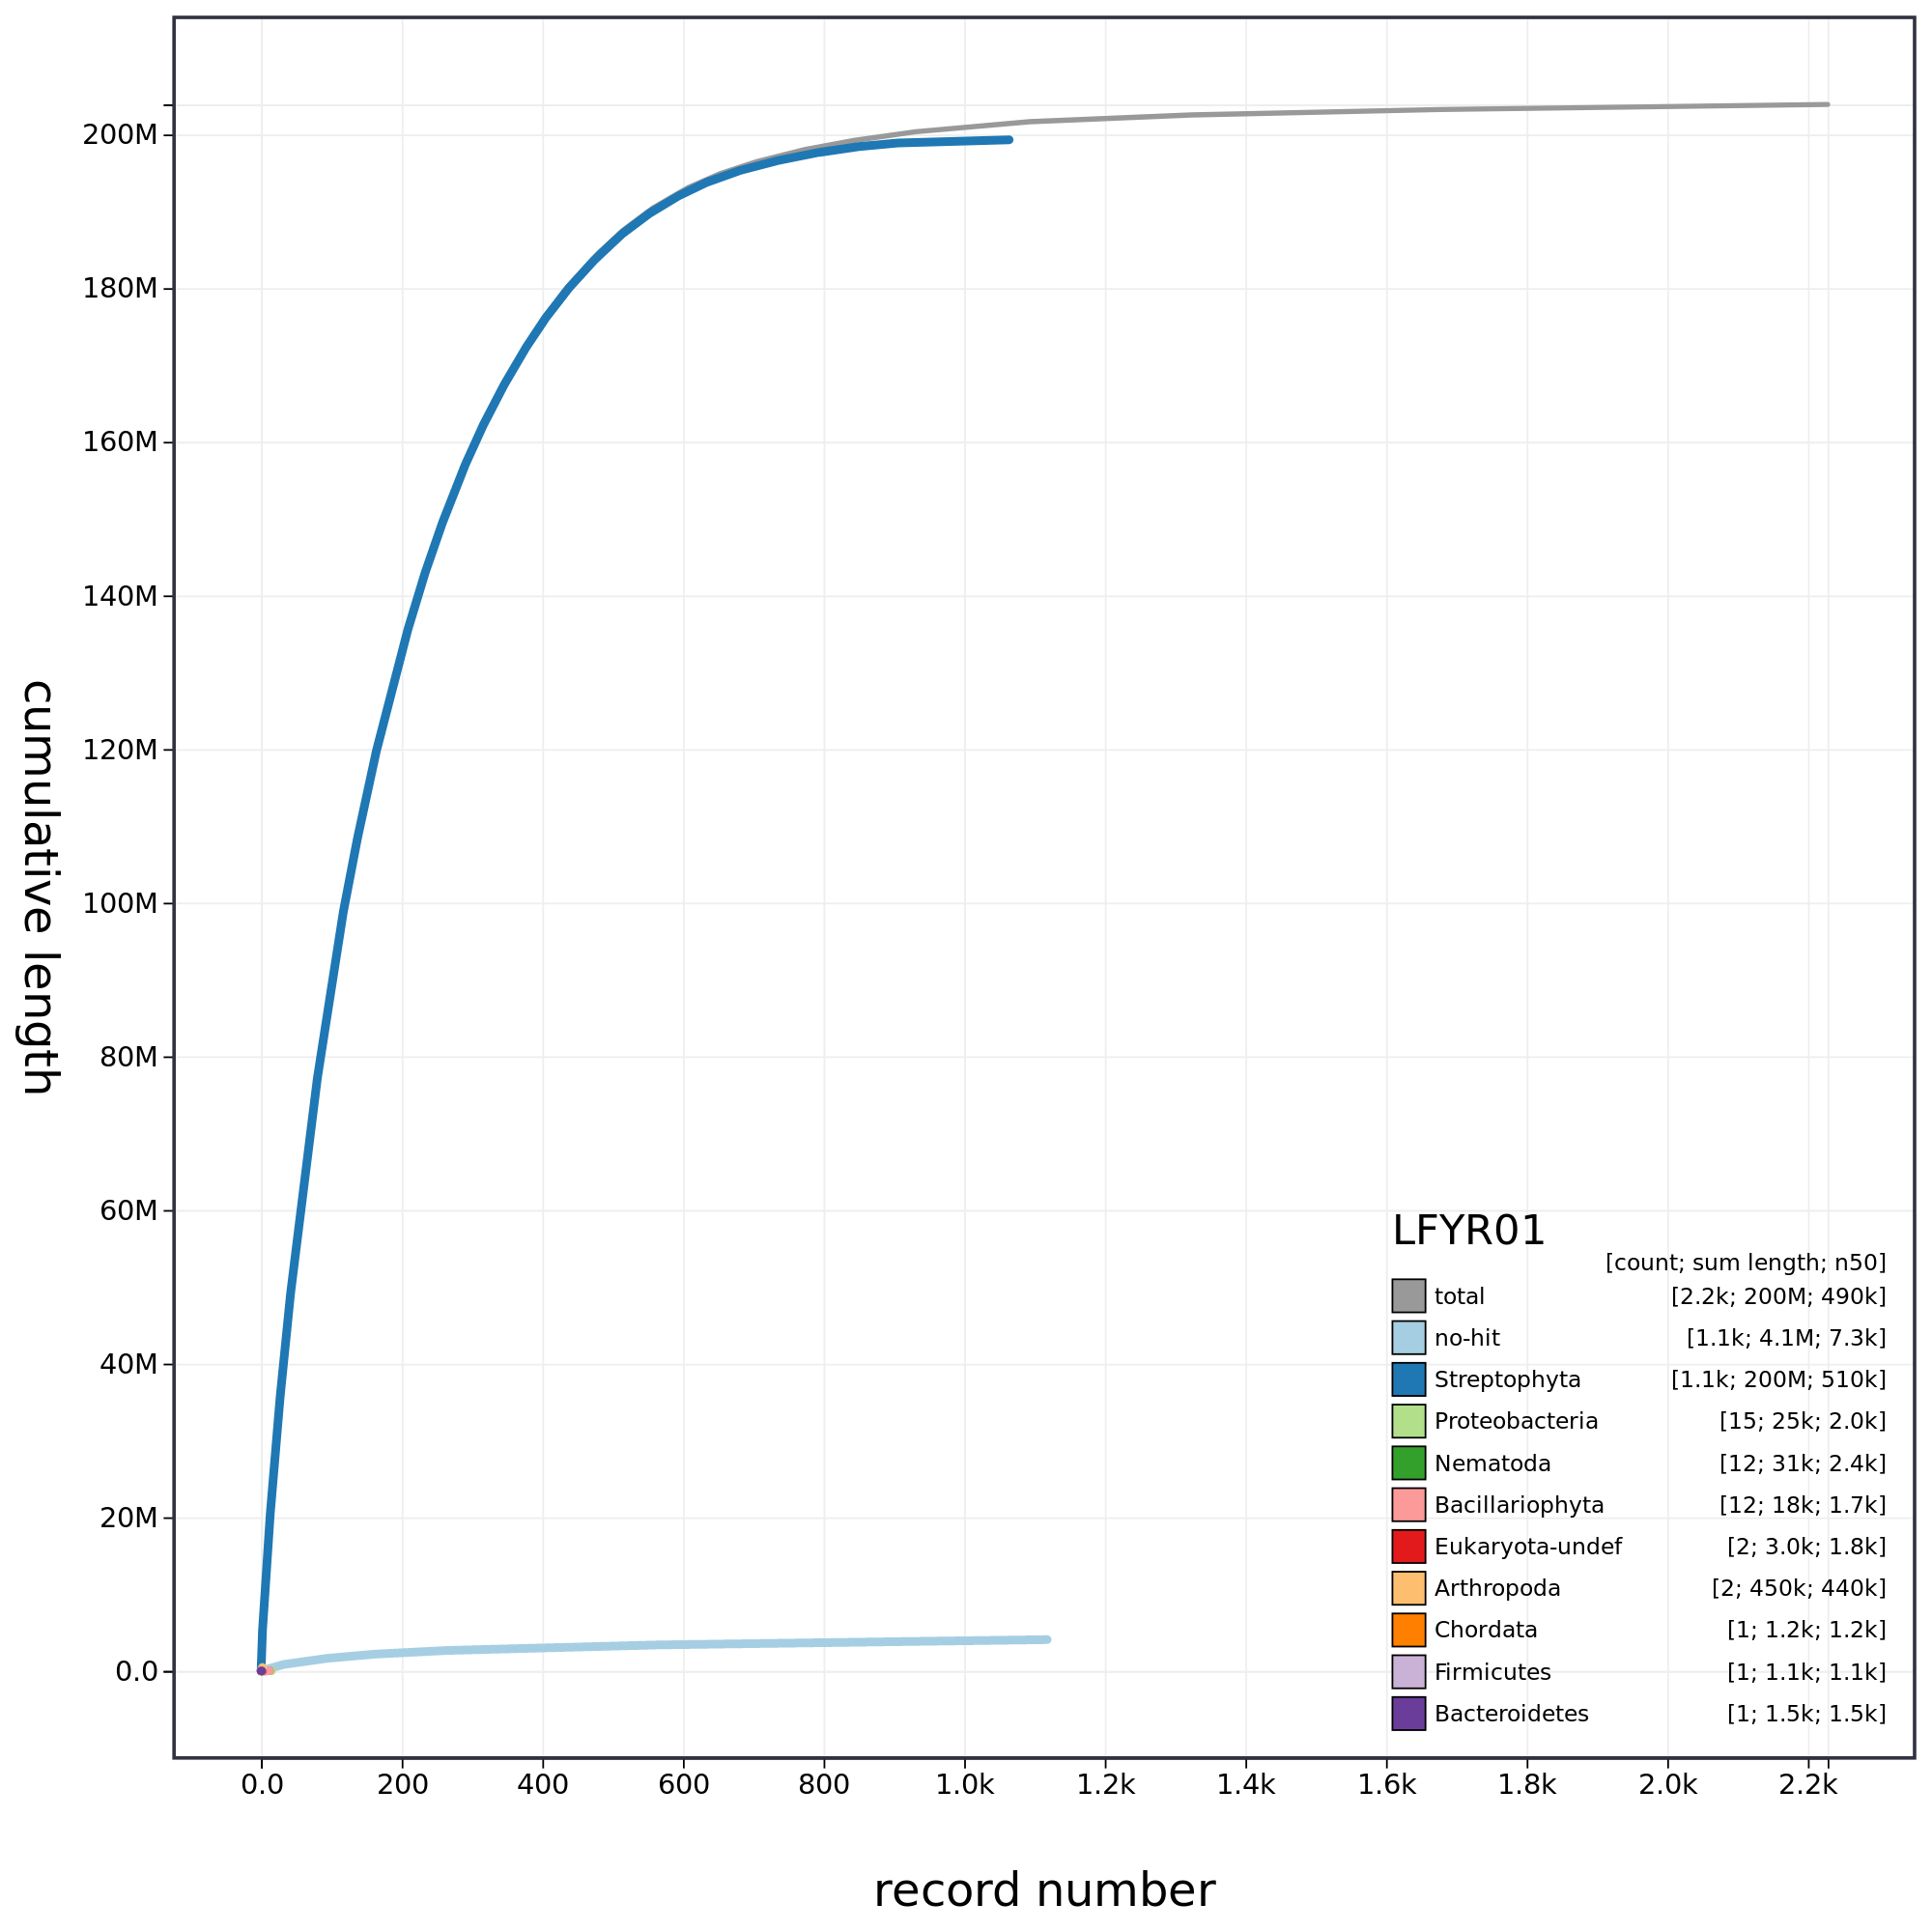 cumulative length
200M
180M
160M
140M
120M
100M
80M
60M
40M
20M
0.0
LFYR01
[count; sum length; n50]
total [2.2k; 200M; 490k]
no-hit [1.1k; 4.1M; 7.3k]
Streptophyta [1.1k; 200M; 510k]
Proteobacteria [15; 25k; 2.0k]
Nematoda [12; 31k; 2.4k]
Bacillariophyta [12; 18k; 1.7k]
Eukaryota-undef [2; 3.0k; 1.8k]
Arthropoda [2; 450k; 440k]
Chordata [1; 1.2k; 1.2k]
Firmicutes [1; 1.1k; 1.1k]
Bacteroidetes [1; 1.5k; 1.5k]
0.0 200 400 600 800 1.0k 1.2k 1.4k 1.6k 1.8k 2.0k 2.2k
record number